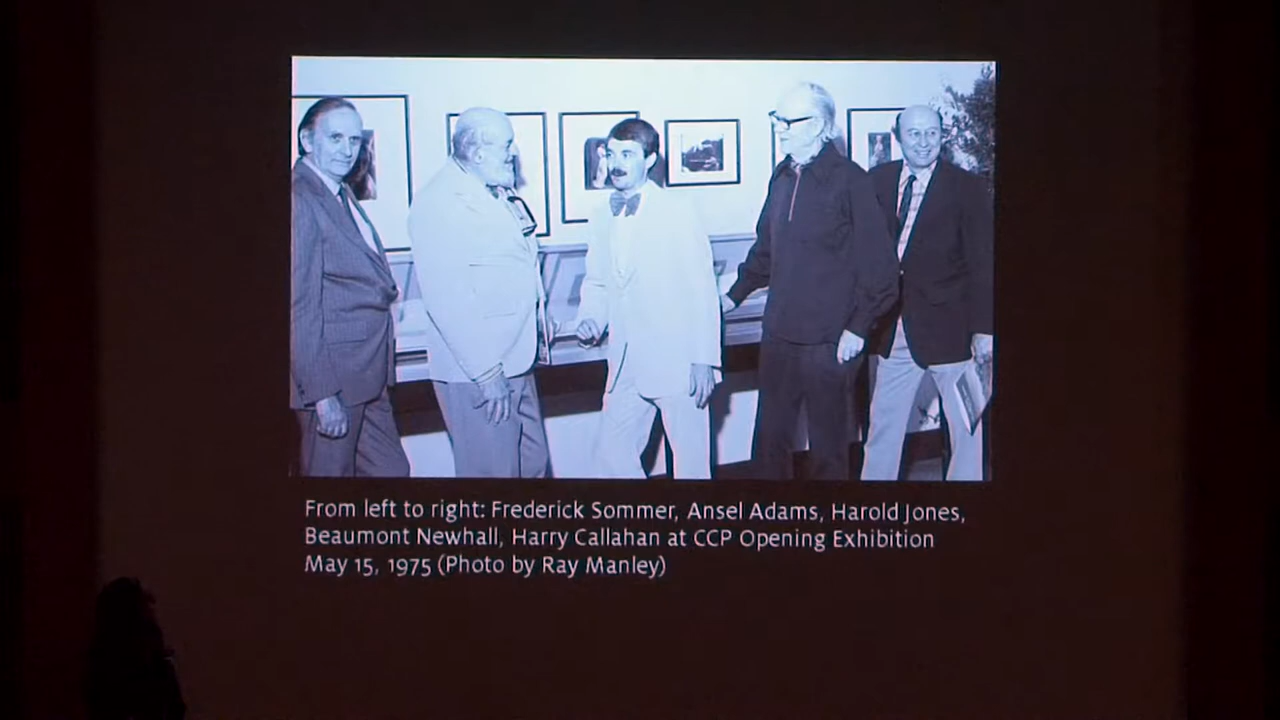 From left to right: Frederick Sommer, Ansel Adams, Harold Jones,
Beaumont Newhall, Harry Callahan at CCP Opening Exhibition
May 15, 1975 (Photo by Ray Manley)